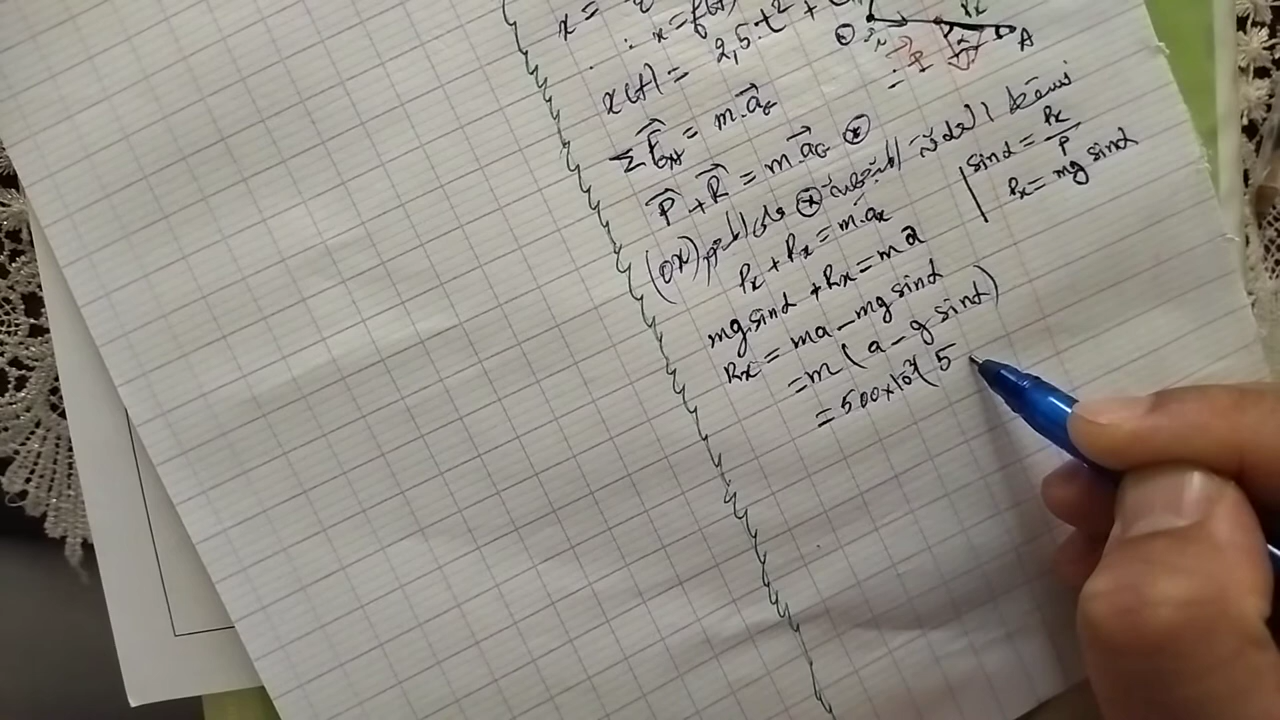 x =
x = f(t)
x(t) = 2,5.t² +
O A
Σ F⃗ext = m.a⃗G
P⃗ + R⃗ = m.a⃗G ⊛
(ox) ⊛
Px + Rx = m.ax
sinα = Px/P
Px = mg sinα
mg.sinα + Rx = ma
Rx = ma - mg sinα
= m ( a - g sinα)
= 500×10⁻³( 5